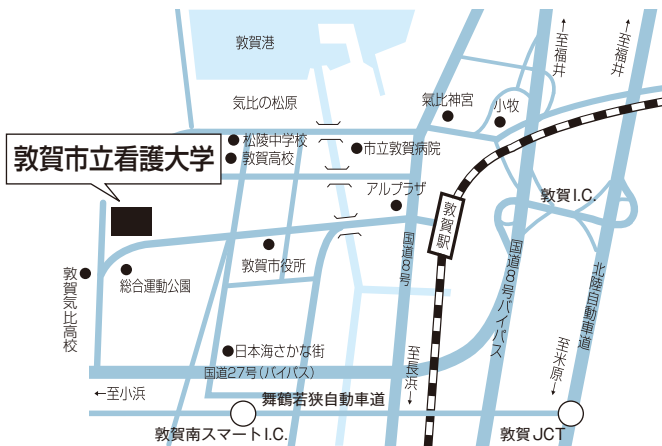 敦賀港
←至福井
←至福井
気比の松原
氣比神宮
小牧
松陵中学校
敦賀高校
市立敦賀病院
敦賀市立看護大学
アルプラザ
敦賀I.C.
敦賀駅
国道8号
国道8号バイパス
北陸自動車道
敦賀市役所
敦賀気比高校
総合運動公園
日本海さかな街
国道27号(バイパス)
至長浜→
至米原→
←至小浜
舞鶴若狭自動車道
敦賀南スマートI.C.
敦賀JCT